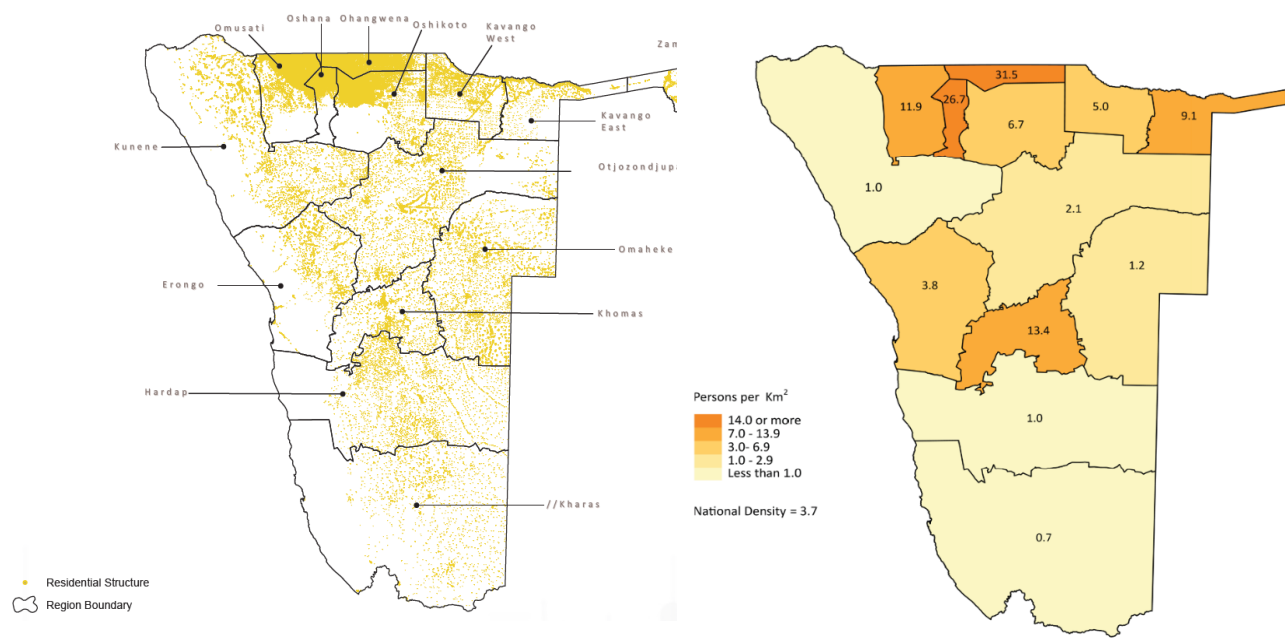 Oshana
Ohangwena
Omusati
Oshikoto
Kavango
West
Zam
Kavango
East
Kunene
Otjozondjup
Omaheke
Erongo
Khomas
Hardap
//Kharas
Residential Structure
Region Boundary
31.5
11.9
26.7
5.0
9.1
6.7
1.0
2.1
1.2
3.8
13.4
1.0
0.7
Persons per Km²
14.0 or more
7.0 - 13.9
3.0- 6.9
1.0 - 2.9
Less than 1.0
National Density = 3.7